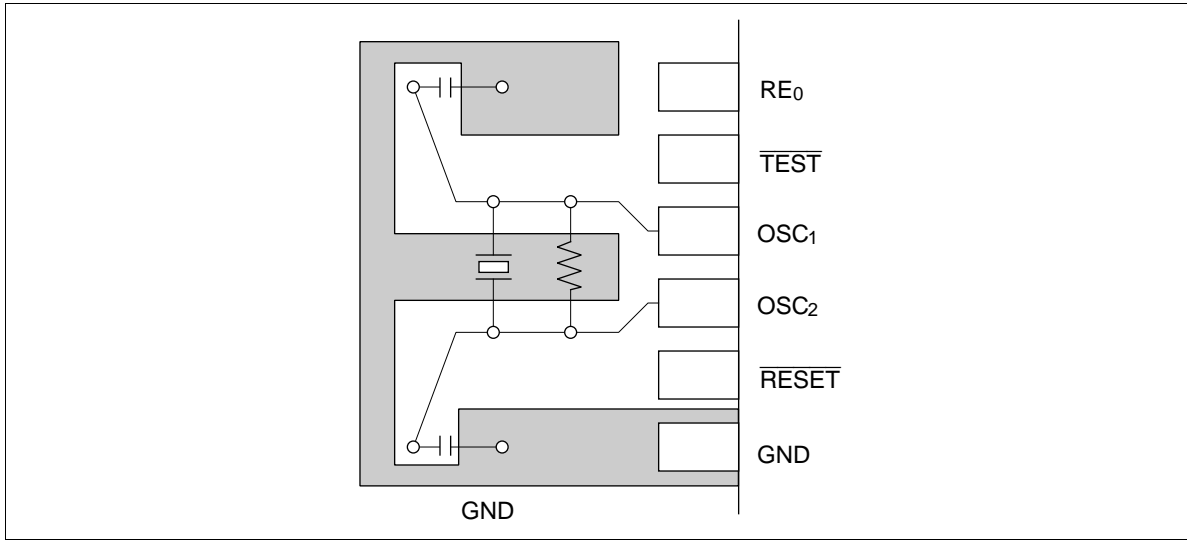 RE0
TEST
OSC1
OSC2
RESET
GND
GND